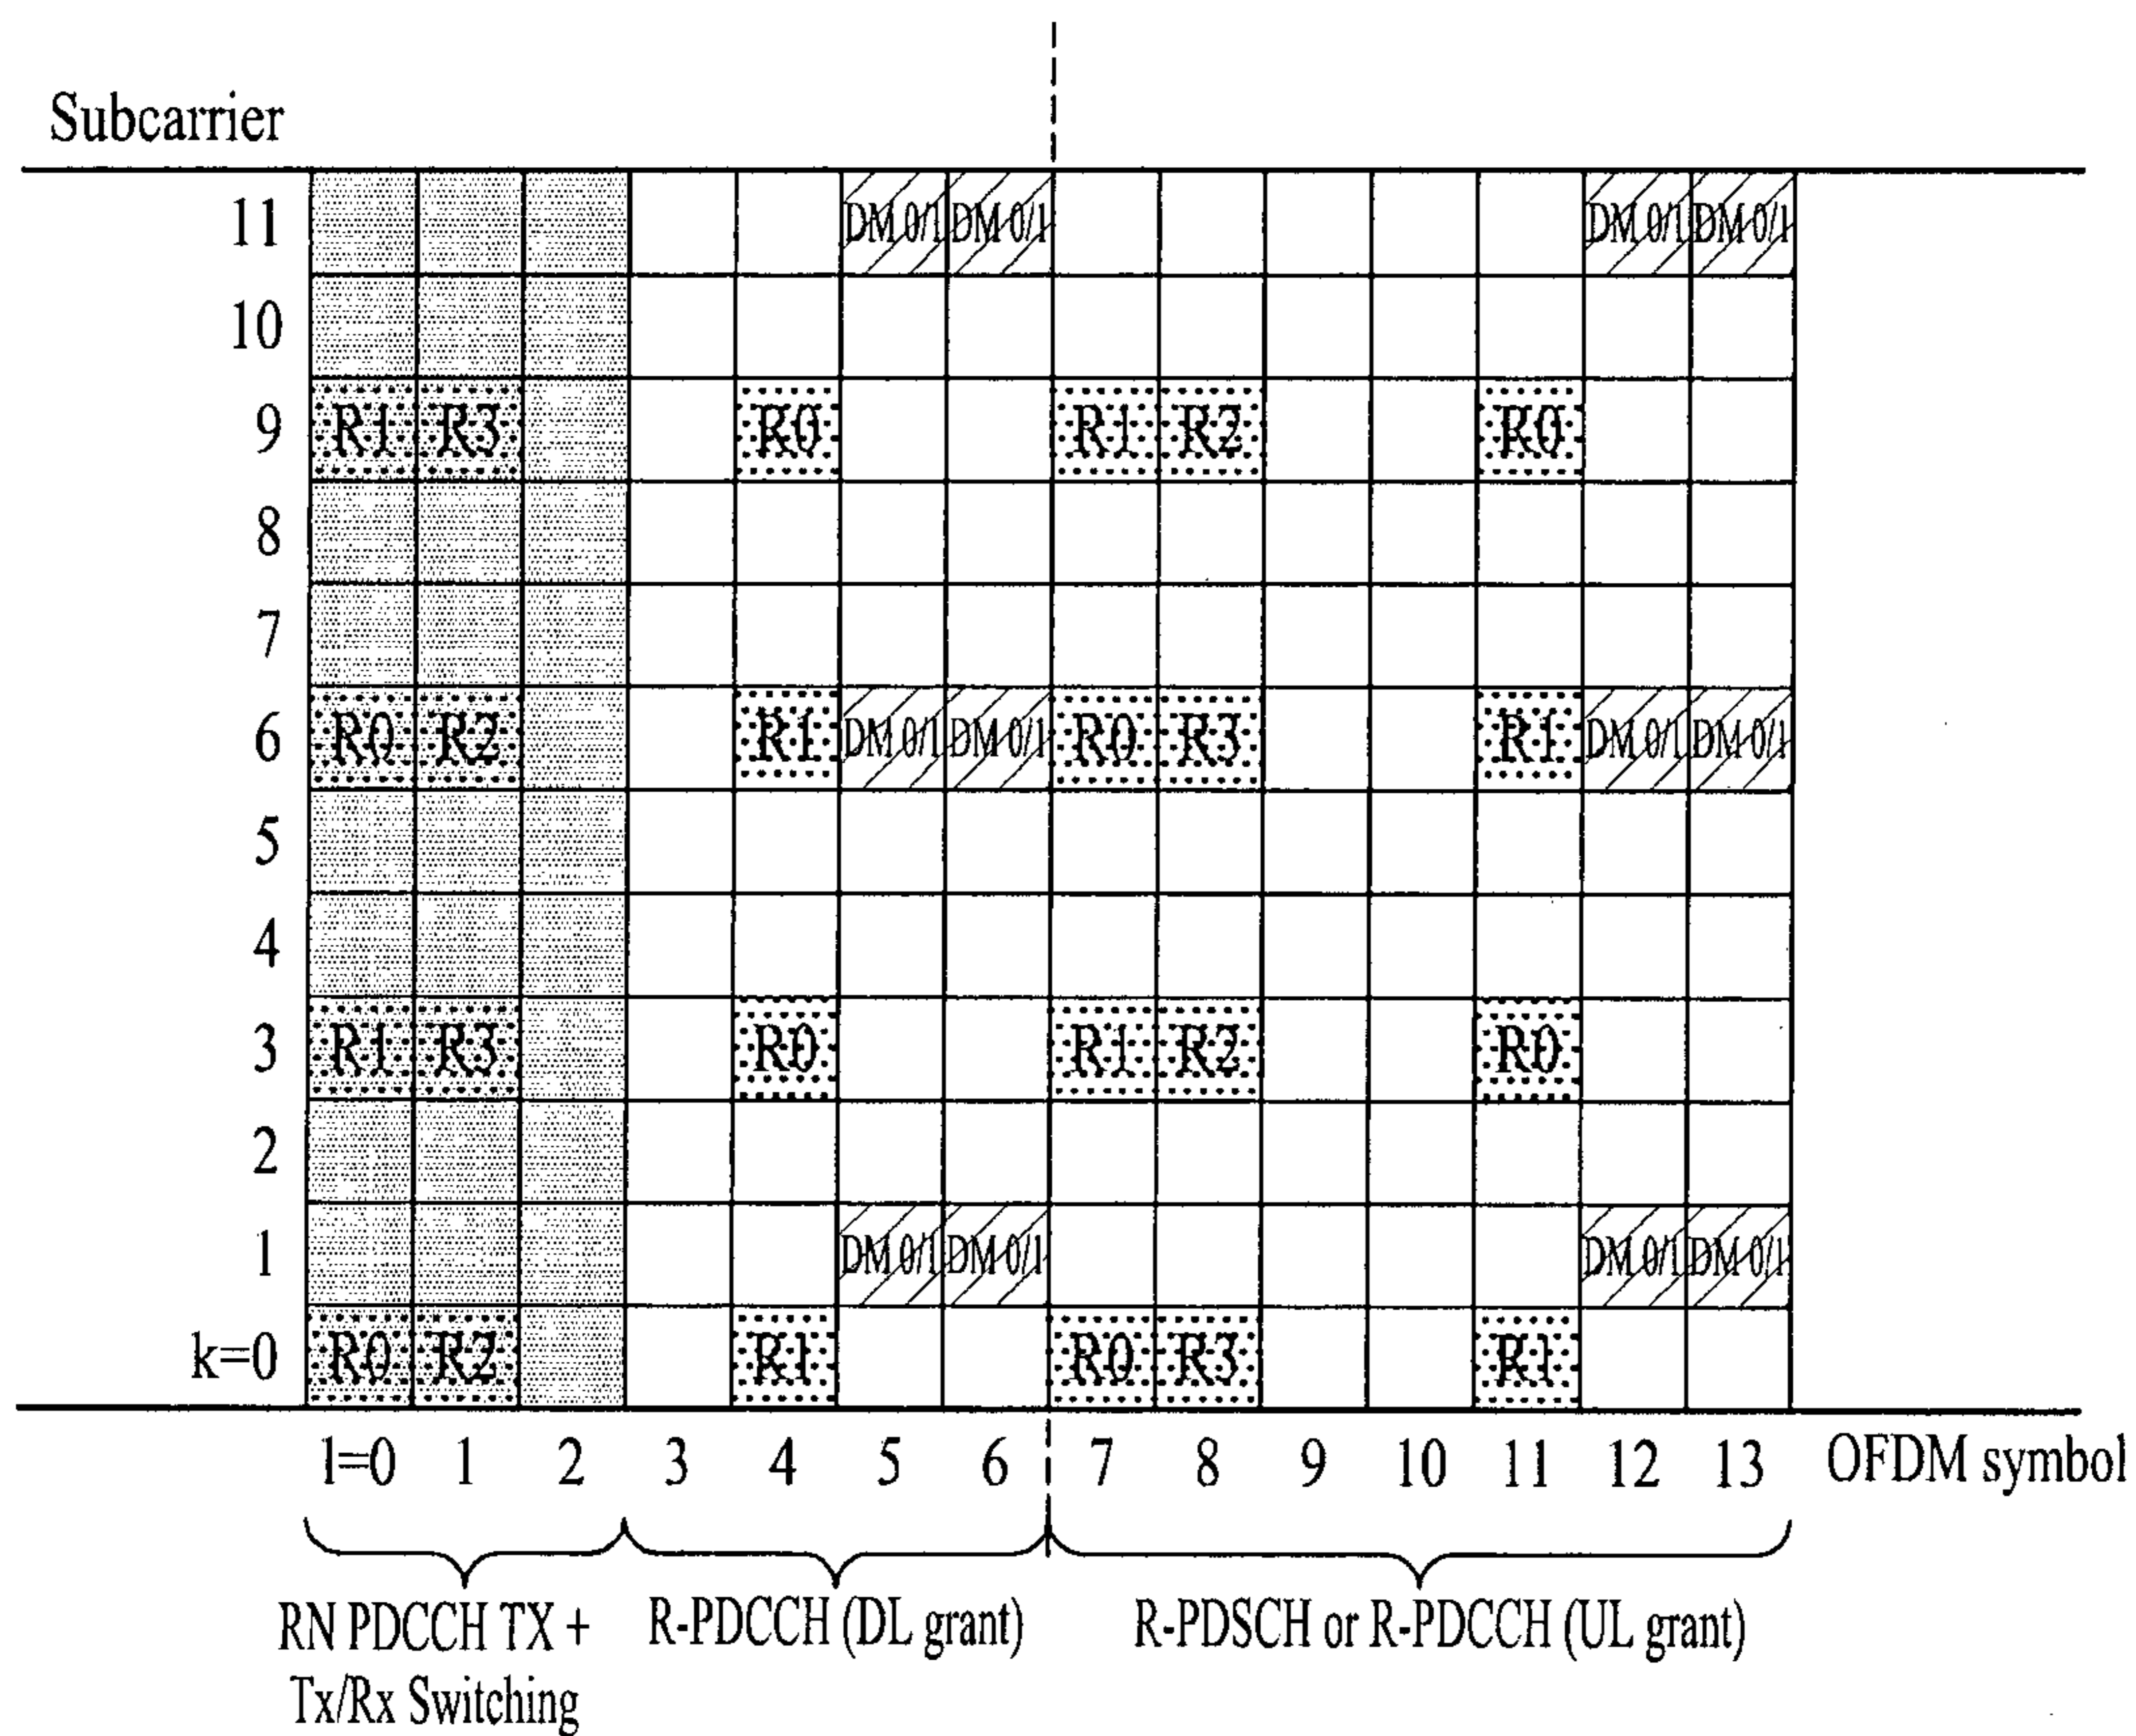 Subcarrier
11 DM 0/1 DM 0/1 DM 0/1 DM 0/1
10
9 R1 R3 R0 R1 R2 R0
8
7
6 R0 R2 R1 DM 0/1 DM 0/1 R0 R3 R1 DM 0/1 DM 0/1
5
4
3 R1 R3 R0 R1 R2 R0
2
1 DM 0/1 DM 0/1 DM 0/1 DM 0/1
k=0 R0 R2 R1 R0 R3 R1
l=0 1 2 3 4 5 6 7 8 9 10 11 12 13 OFDM symbol
RN PDCCH TX + R-PDCCH (DL grant) R-PDSCH or R-PDCCH (UL grant)
Tx/Rx Switching